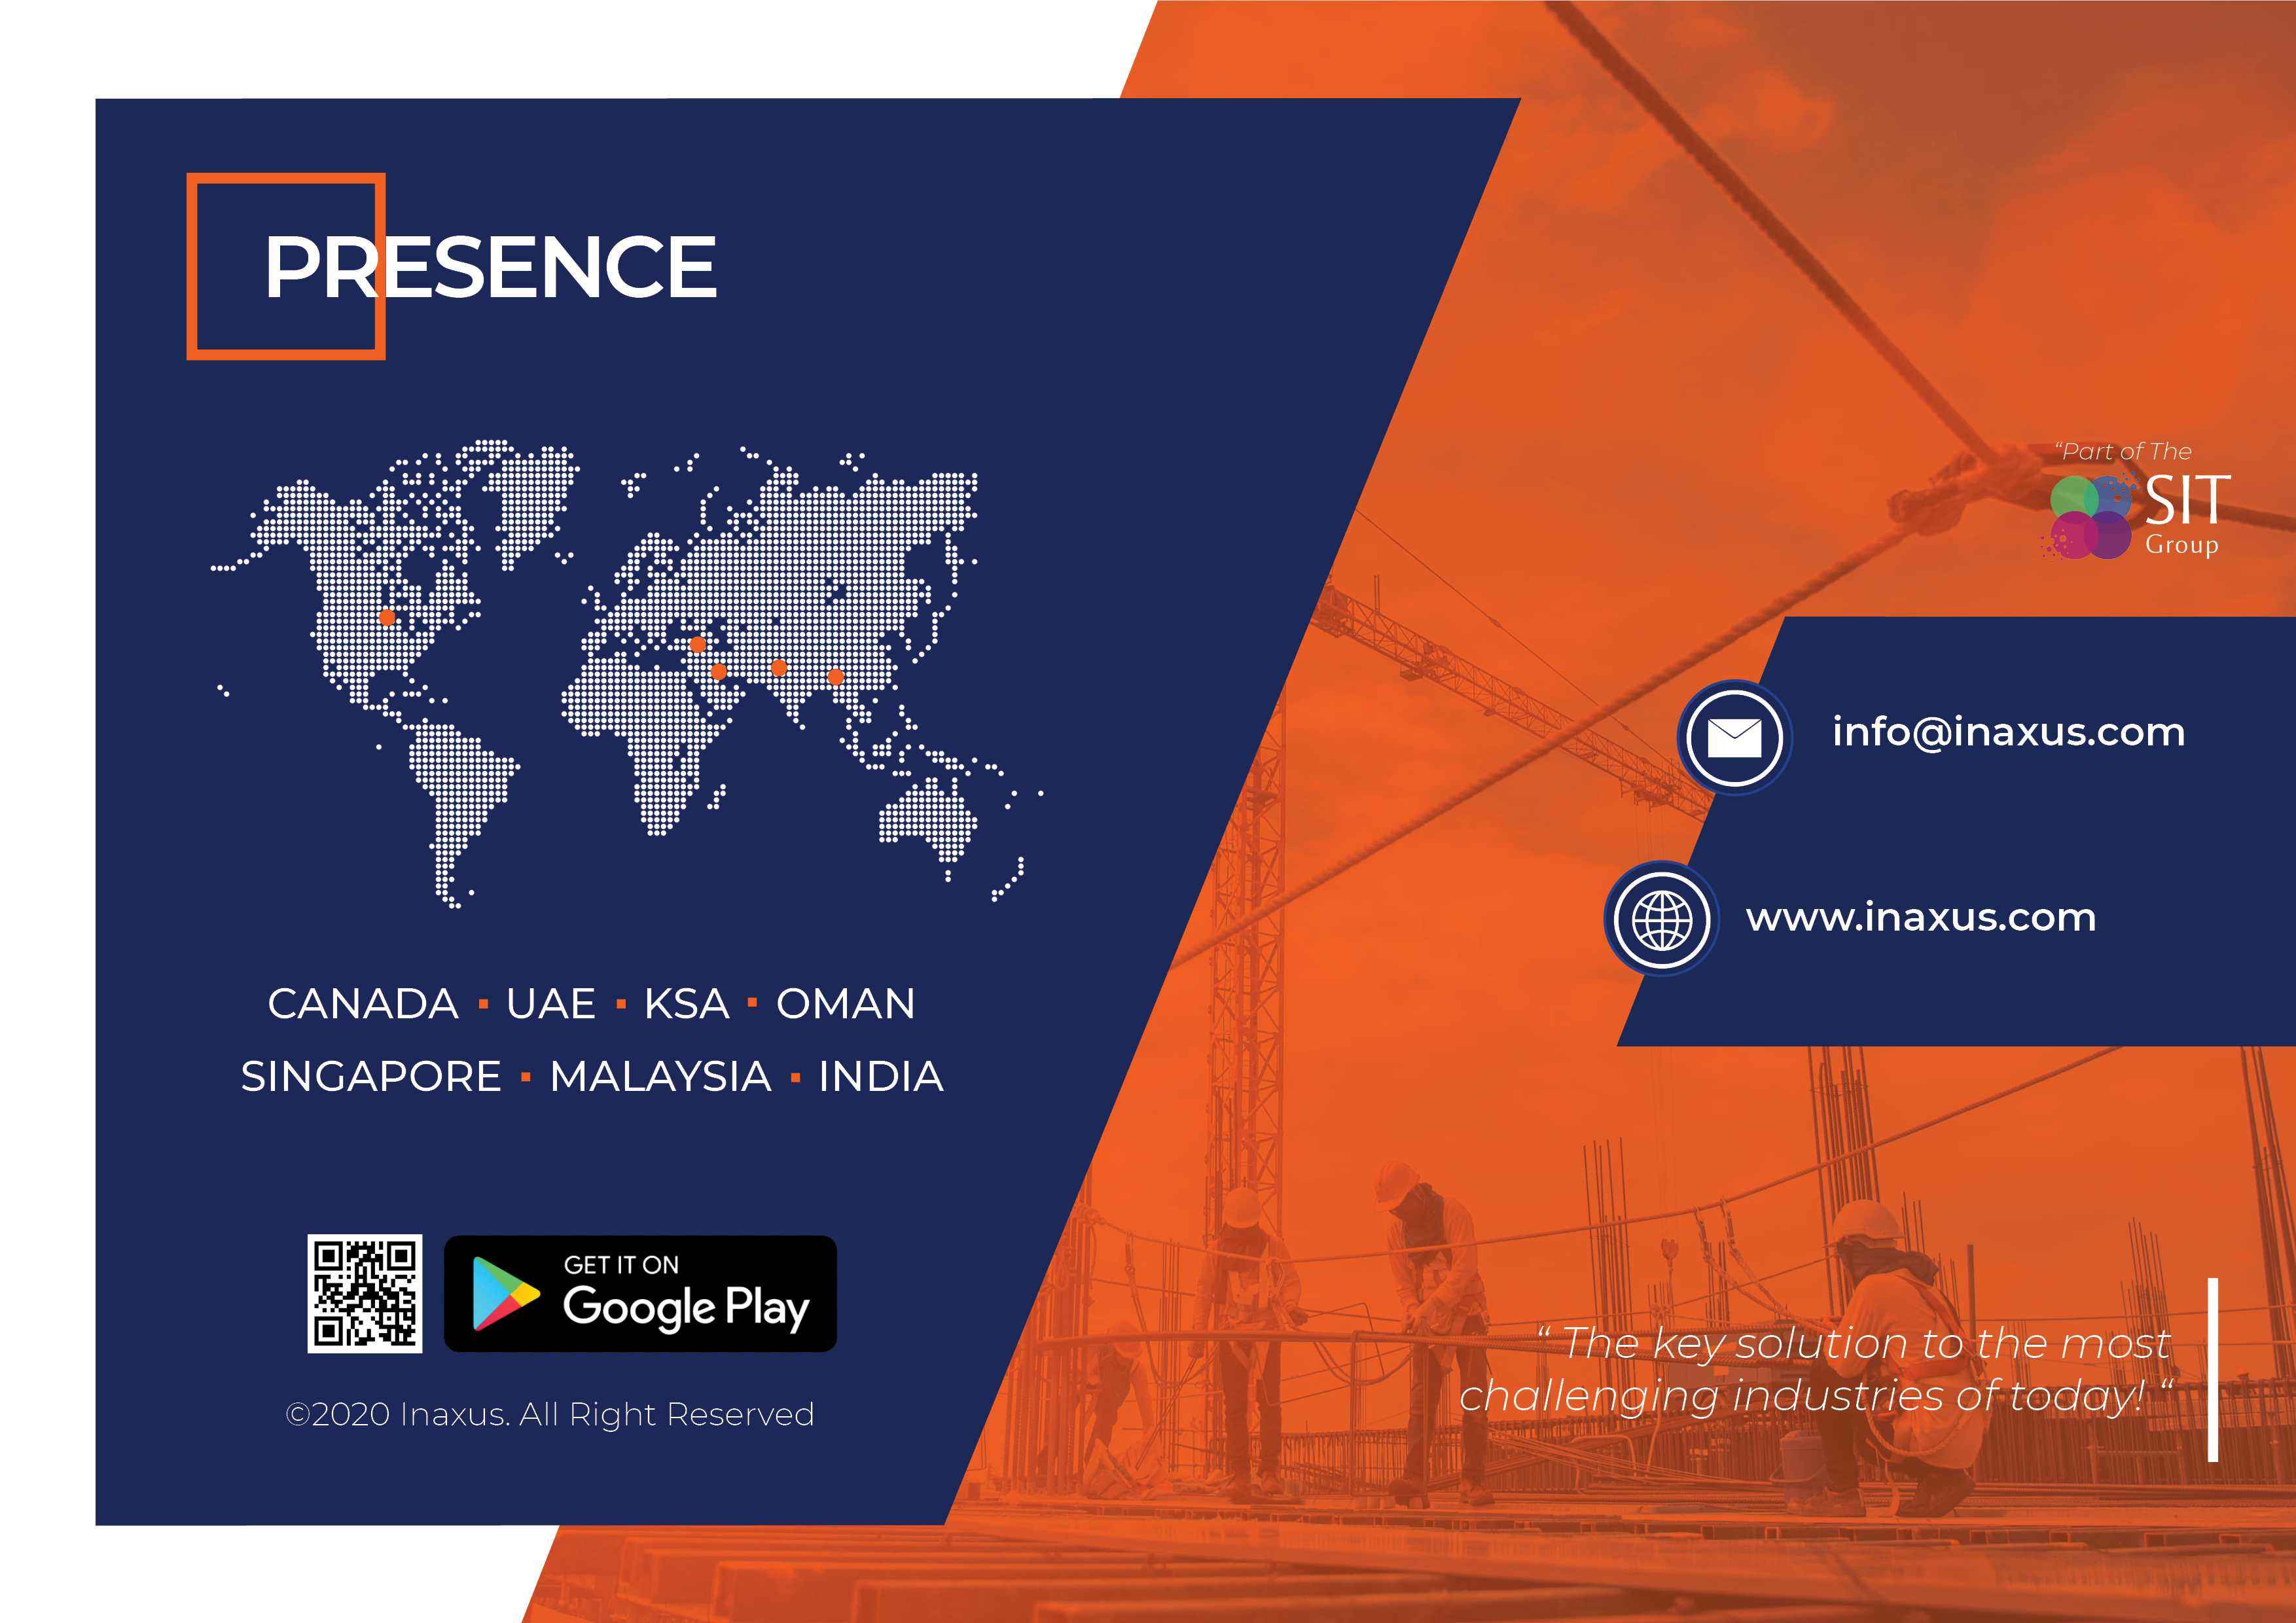 PRESENCE
CANADA ▪ UAE ▪ KSA ▪ OMAN
SINGAPORE ▪ MALAYSIA ▪ INDIA
GET IT ON
Google Play
©2020 Inaxus. All Right Reserved
“Part of The
SIT
Group
info@inaxus.com
www.inaxus.com
“ The key solution to the most
challenging industries of today! “